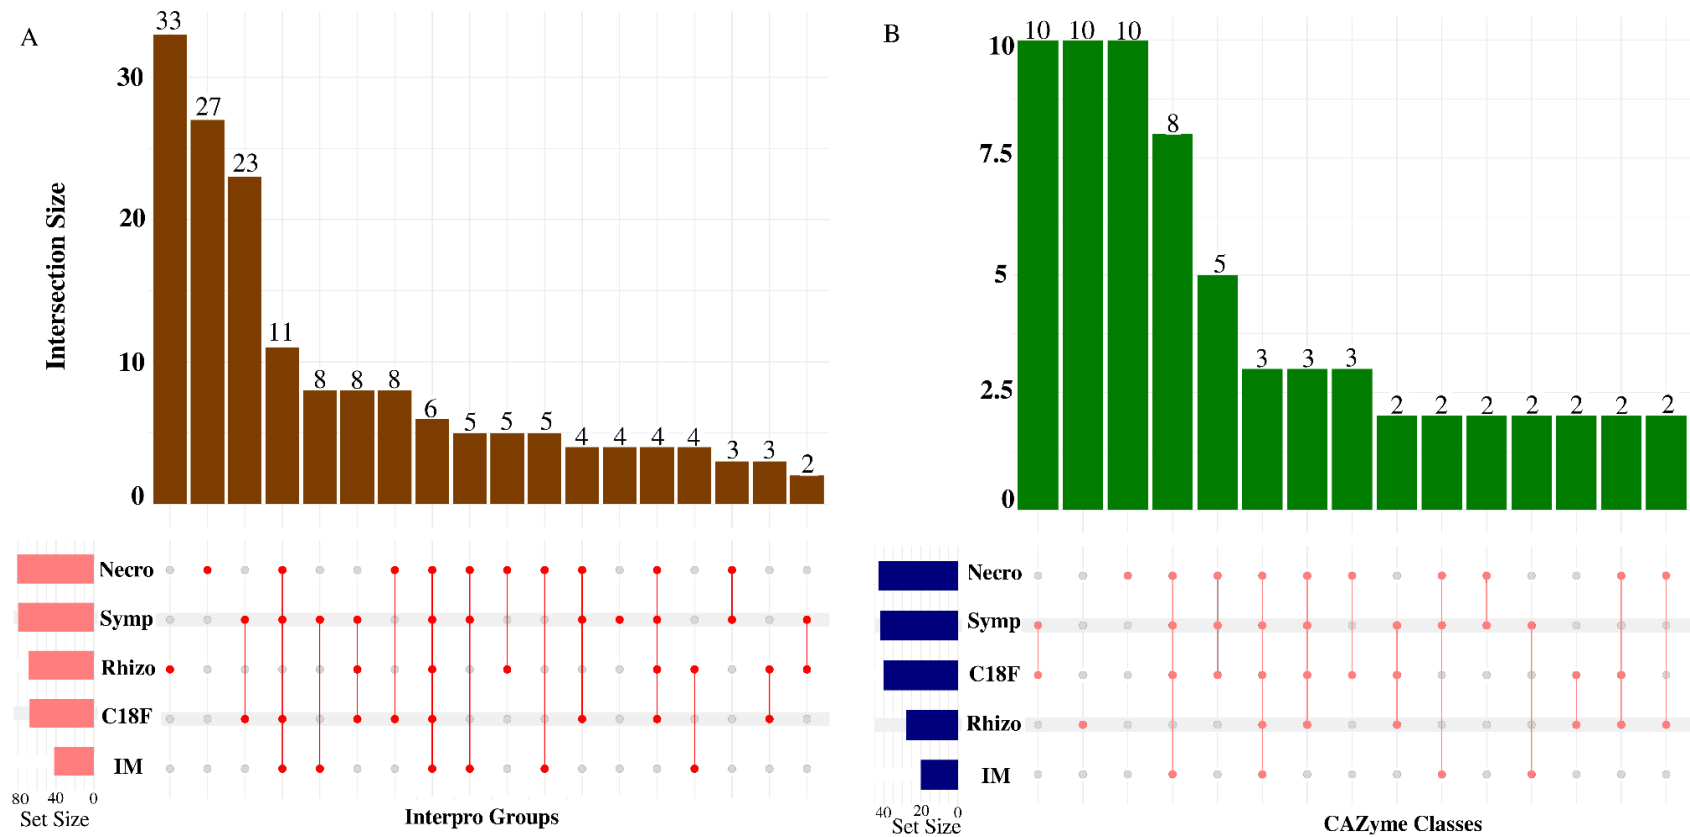 A
33
27
23
11
8
8
8
6
5
5
5
4
4
4
4
3
3
2
30
20
10
0
Intersection Size
Necro
Symp
Rhizo
C18F
IM
80 40 0
Set Size
Interpro Groups
B
10
10
10
8
5
3
3
3
2
2
2
2
2
2
2
10
7.5
5
2.5
0
Necro
Symp
C18F
Rhizo
IM
40 20 0
Set Size
CAZyme Classes